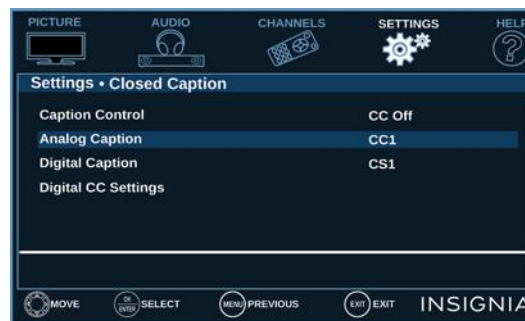 PICTURE AUDIO CHANNELS SETTINGS HELP
Settings • Closed Caption
Caption Control CC Off
Analog Caption CC1
Digital Caption CS1
Digital CC Settings
MOVE OK ENTER SELECT MENU PREVIOUS EXIT EXIT INSIGNIA